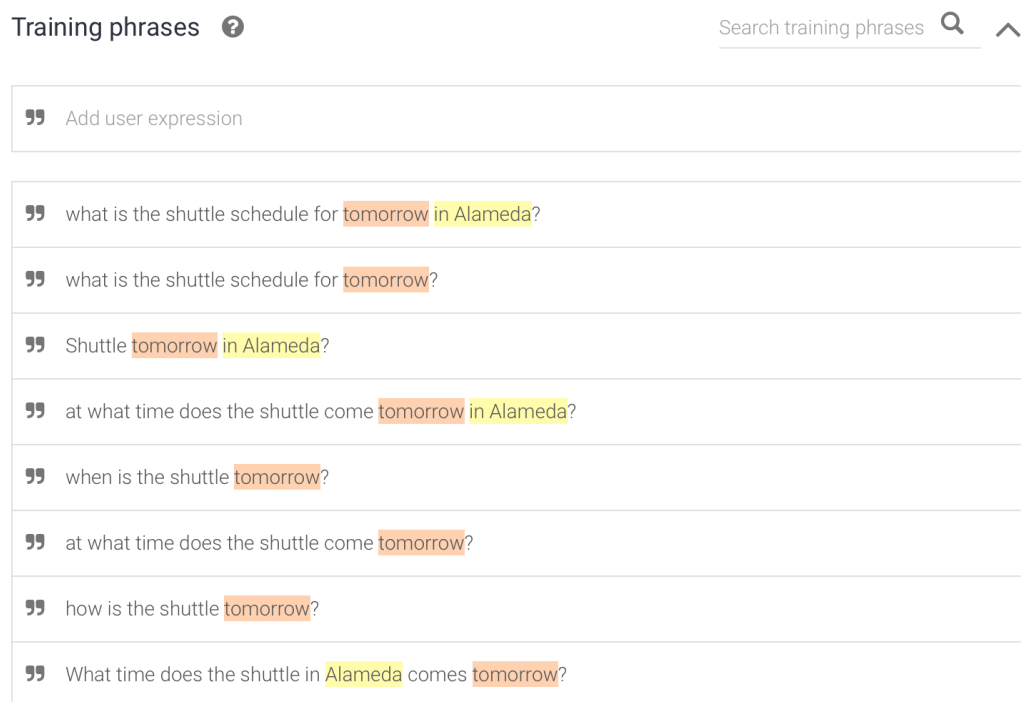 Training phrases ?
Search training phrases
Add user expression
what is the shuttle schedule for tomorrow in Alameda?
what is the shuttle schedule for tomorrow?
Shuttle tomorrow in Alameda?
at what time does the shuttle come tomorrow in Alameda?
when is the shuttle tomorrow?
at what time does the shuttle come tomorrow?
how is the shuttle tomorrow?
What time does the shuttle in Alameda comes tomorrow?